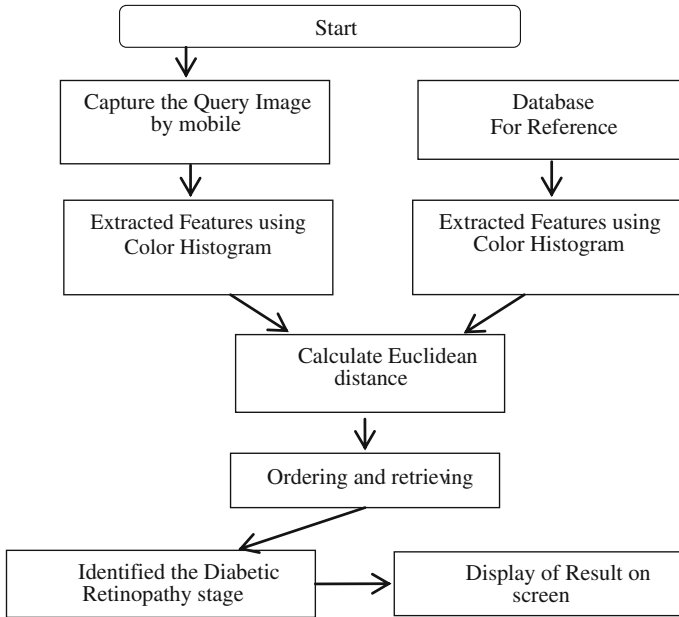 Start
Capture the Query Image
by mobile
Database
For Reference
Extracted Features using
Color Histogram
Extracted Features using
Color Histogram
Calculate Euclidean
distance
Ordering and retrieving
Identified the Diabetic
Retinopathy stage
Display of Result on
screen